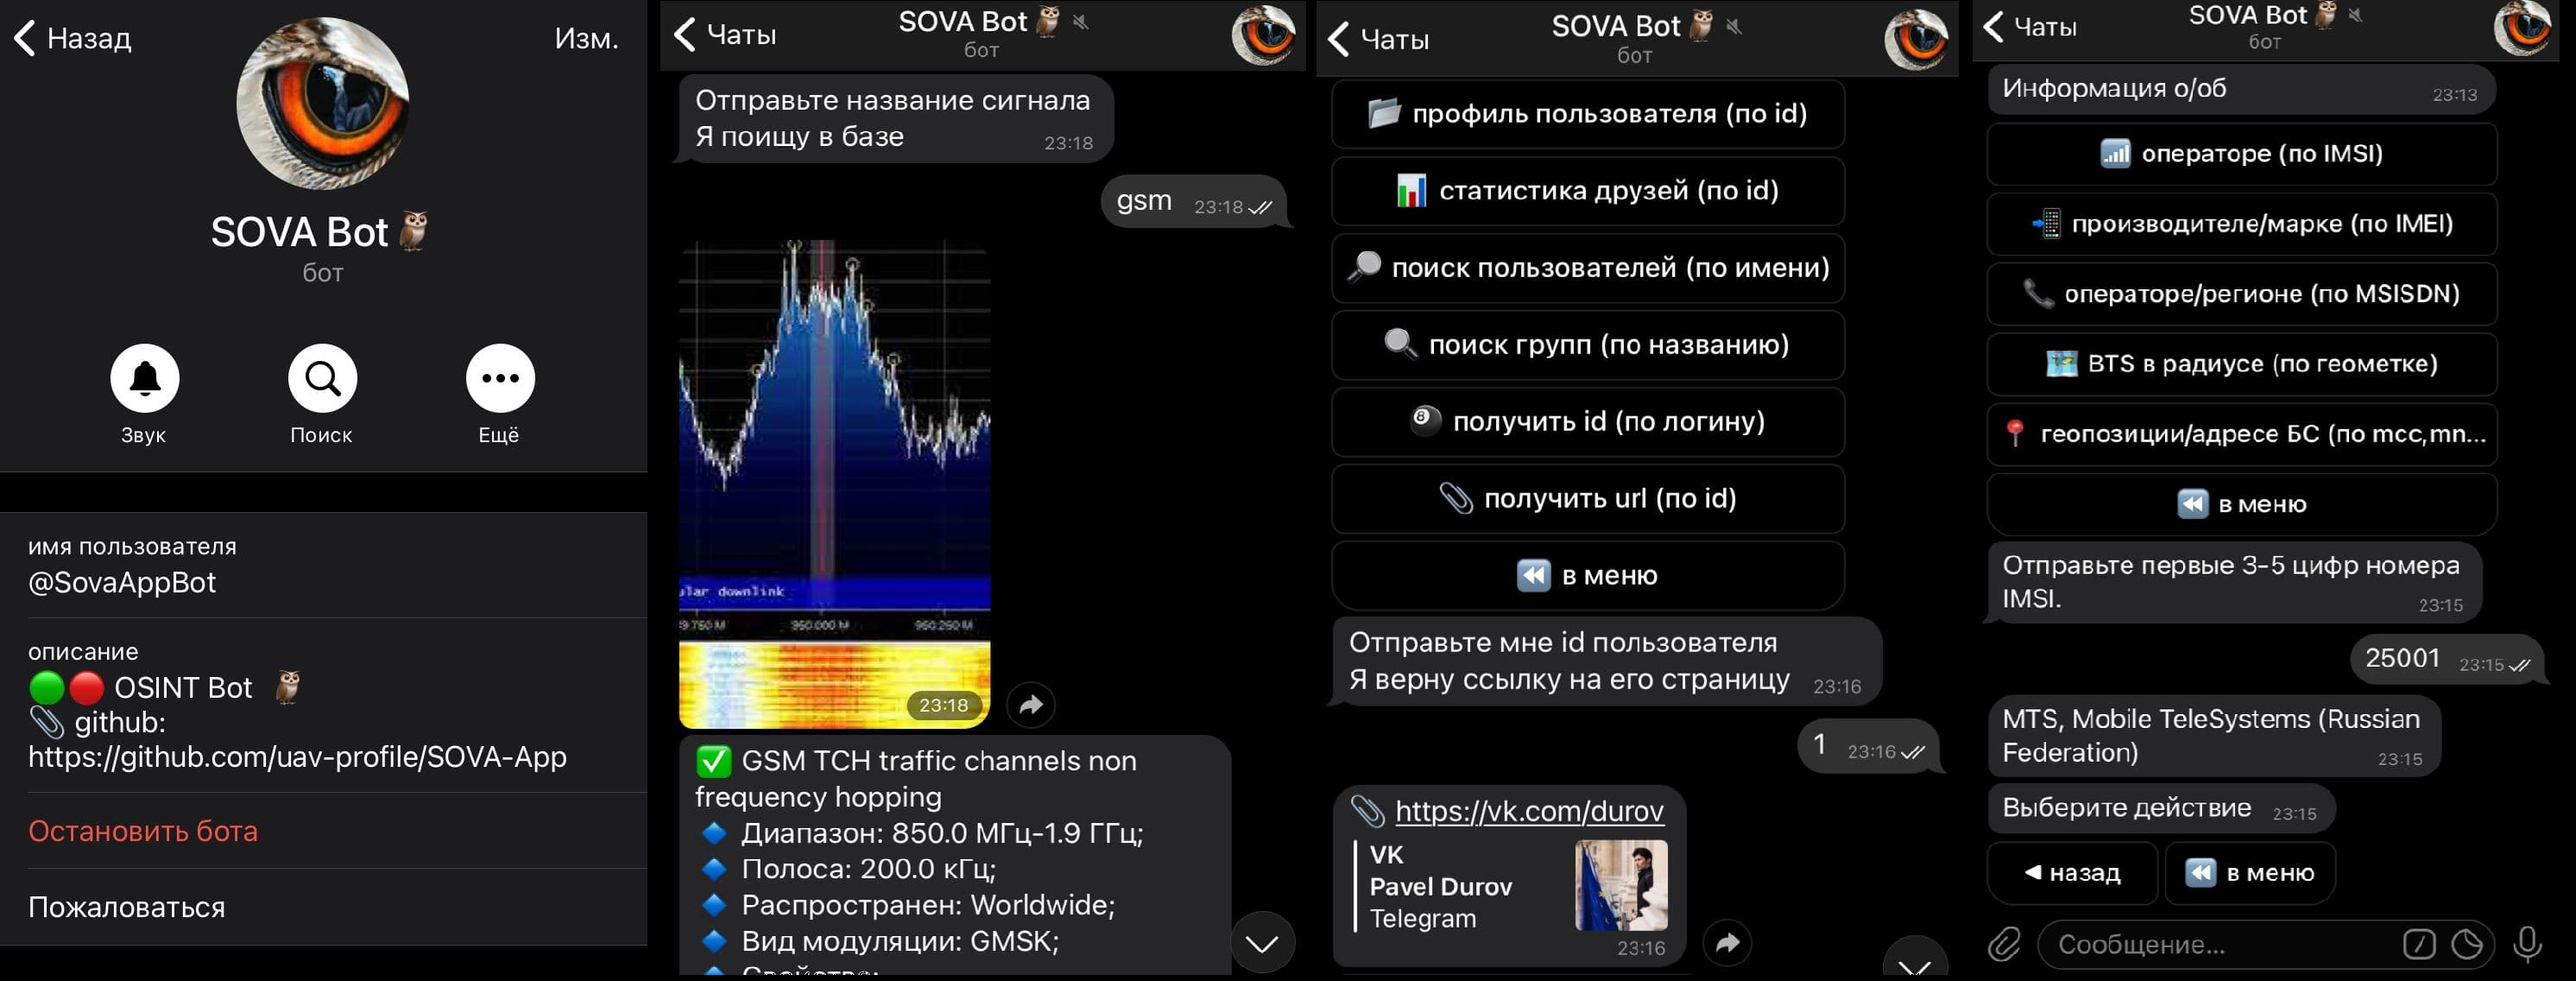 Назад
Изм.
SOVA Bot
бот
Звук
Поиск
Ещё
имя пользователя
@SovaAppBot
описание
OSINT Bot
github:
https://github.com/uav-profile/SOVA-App
Остановить бота
Пожаловаться
Чаты
SOVA Bot
бот
Отправьте название сигнала
Я поищу в базе
23:18
gsm
23:18
ular downlink
9.750 M
950.000 M
950.250 M
23:18
GSM TCH traffic channels non
frequency hopping
Диапазон: 850.0 МГц-1.9 ГГц;
Полоса: 200.0 кГц;
Распространен: Worldwide;
Вид модуляции: GMSK;
Чаты
SOVA Bot
бот
профиль пользователя (по id)
статистика друзей (по id)
поиск пользователей (по имени)
поиск групп (по названию)
8
получить id (по логину)
получить url (по id)
в меню
Отправьте мне id пользователя
Я верну ссылку на его страницу
23:16
1
23:16
https://vk.com/durov
VK
Pavel Durov
Telegram
23:16
Чаты
SOVA Bot
бот
Информация о/об
23:13
операторе (по IMSI)
производителе/марке (по IMEI)
операторе/регионе (по MSISDN)
BTS в радиусе (по геометке)
геопозиции/адресе БС (по mcc,mn...
в меню
Отправьте первые 3-5 цифр номера
IMSI.
23:15
25001
23:15
MTS, Mobile TeleSystems (Russian
Federation)
23:15
Выберите действие
23:15
назад
в меню
Сообщение...